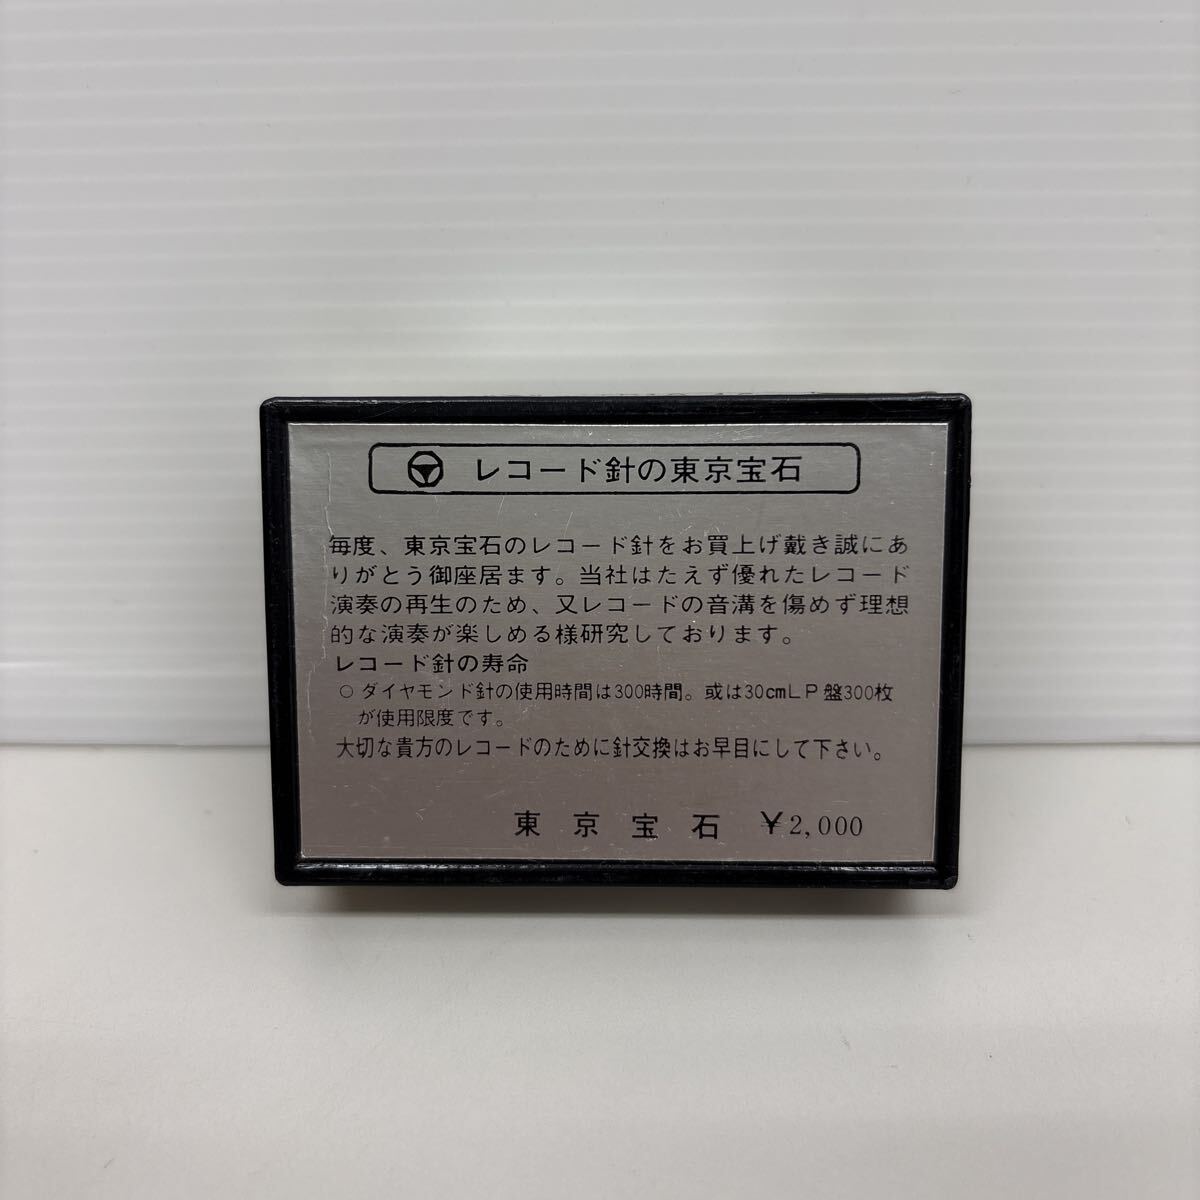 レコード針の東京宝石
毎度、東京宝石のレコード針をお買上げ戴き誠にあ
りがとう御座居ます。当社はたえず優れたレコード
演奏の再生のため、又レコードの音溝を傷めず理想
的な演奏が楽しめる様研究しております。
レコード針の寿命
○ダイヤモンド針の使用時間は300時間。或は30cmLP盤300枚
が使用限度です。
大切な貴方のレコードのために針交換はお早目にして下さい。
東京宝石 ¥2,000